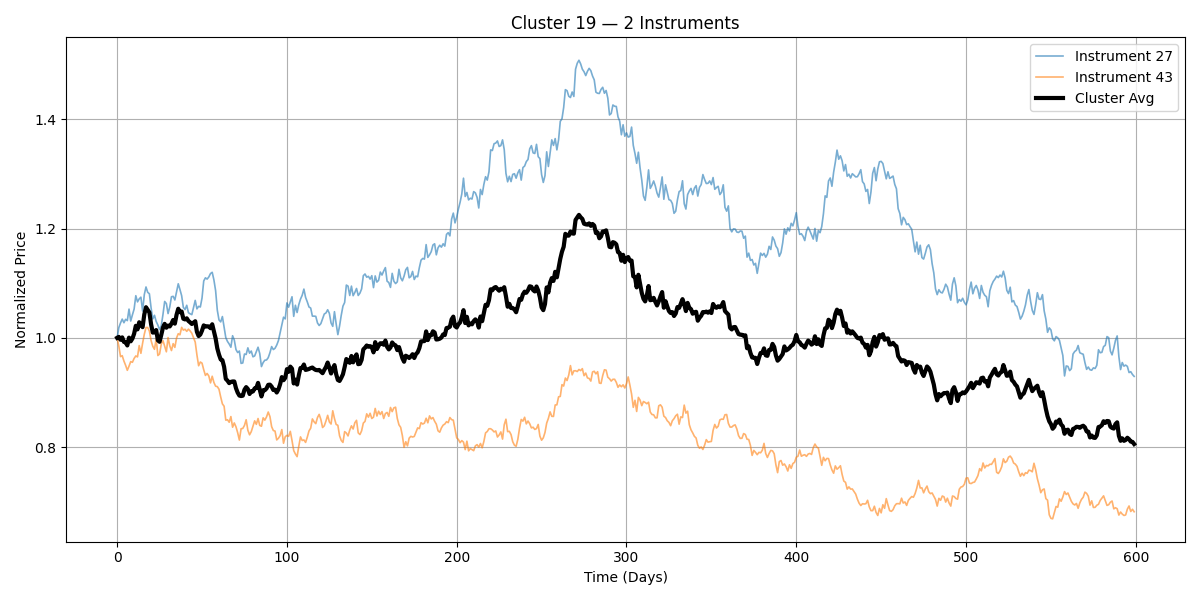 Cluster 19 — 2 Instruments
Instrument 27
Instrument 43
Cluster Avg
Normalized Price
1.4
1.2
1.0
0.8
0
100
200
300
400
500
600
Time (Days)